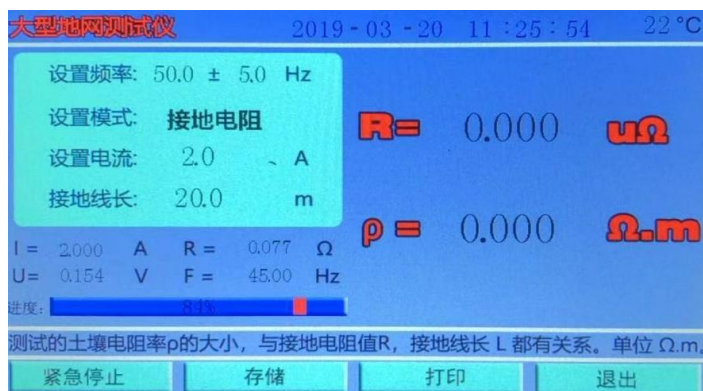 大型地网测试仪 2019-03-20 11:25:54 22℃
设置频率: 50.0 ± 5.0 Hz
设置模式: 接地电阻
设置电流: 2.0 、 A
接地线长: 20.0 m
R= 0.000 uΩ
ρ= 0.000 Ω.m
I = 2.000 A R = 0.077 Ω
U= 0.154 V F = 45.00 Hz
进度: 84%
测试的土壤电阻率ρ的大小，与接地电阻值R，接地线长 L 都有关系。单位 Ω.m。
紧急停止 存储 打印 退出